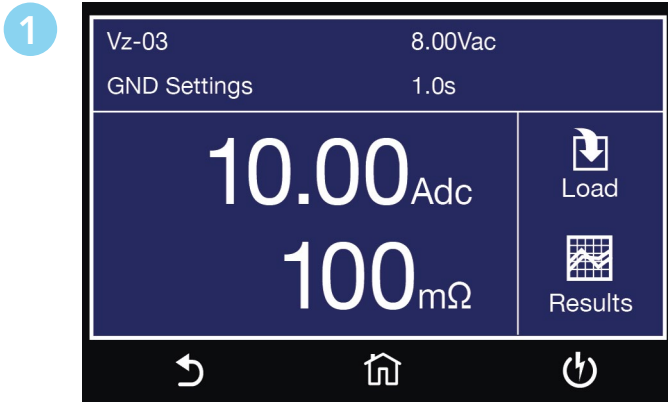 1
Vz-03 8.00Vac
GND Settings 1.0s
10.00Adc
Load
100mΩ
Results